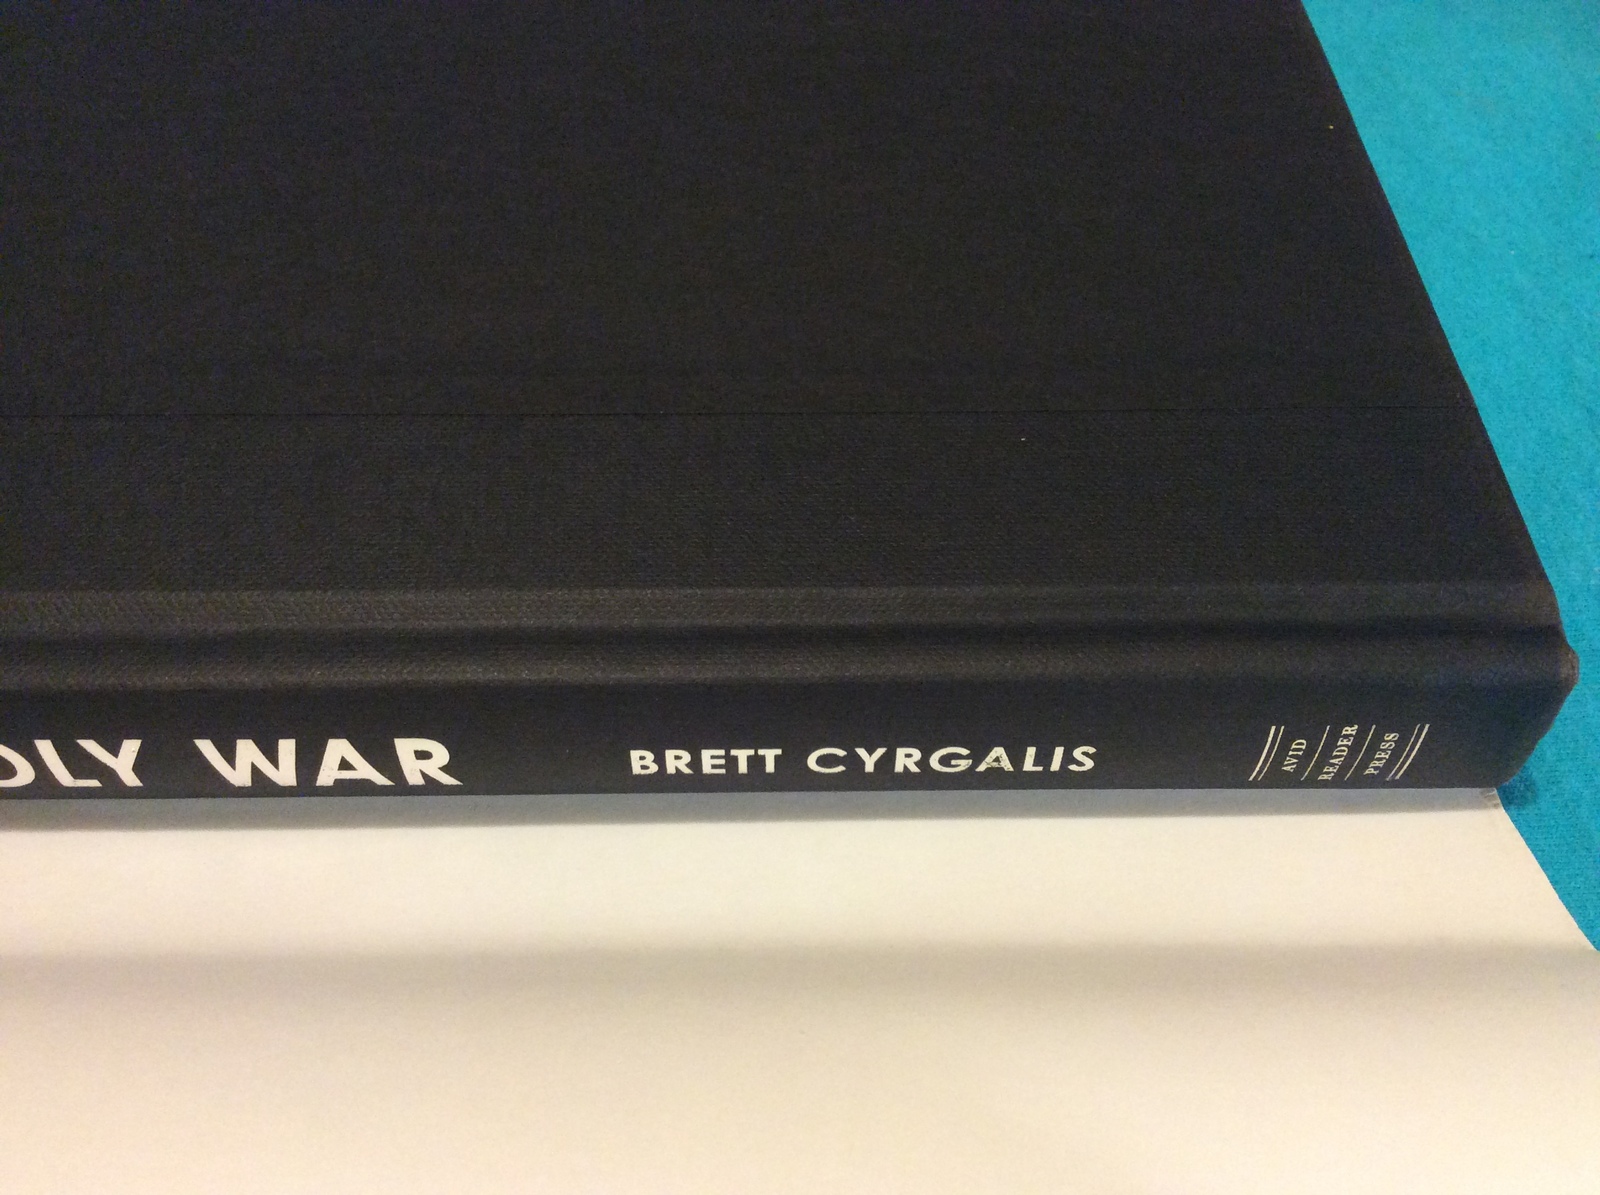 OLY WAR
BRETT CYRGALIS
AVID
READER
PRESS